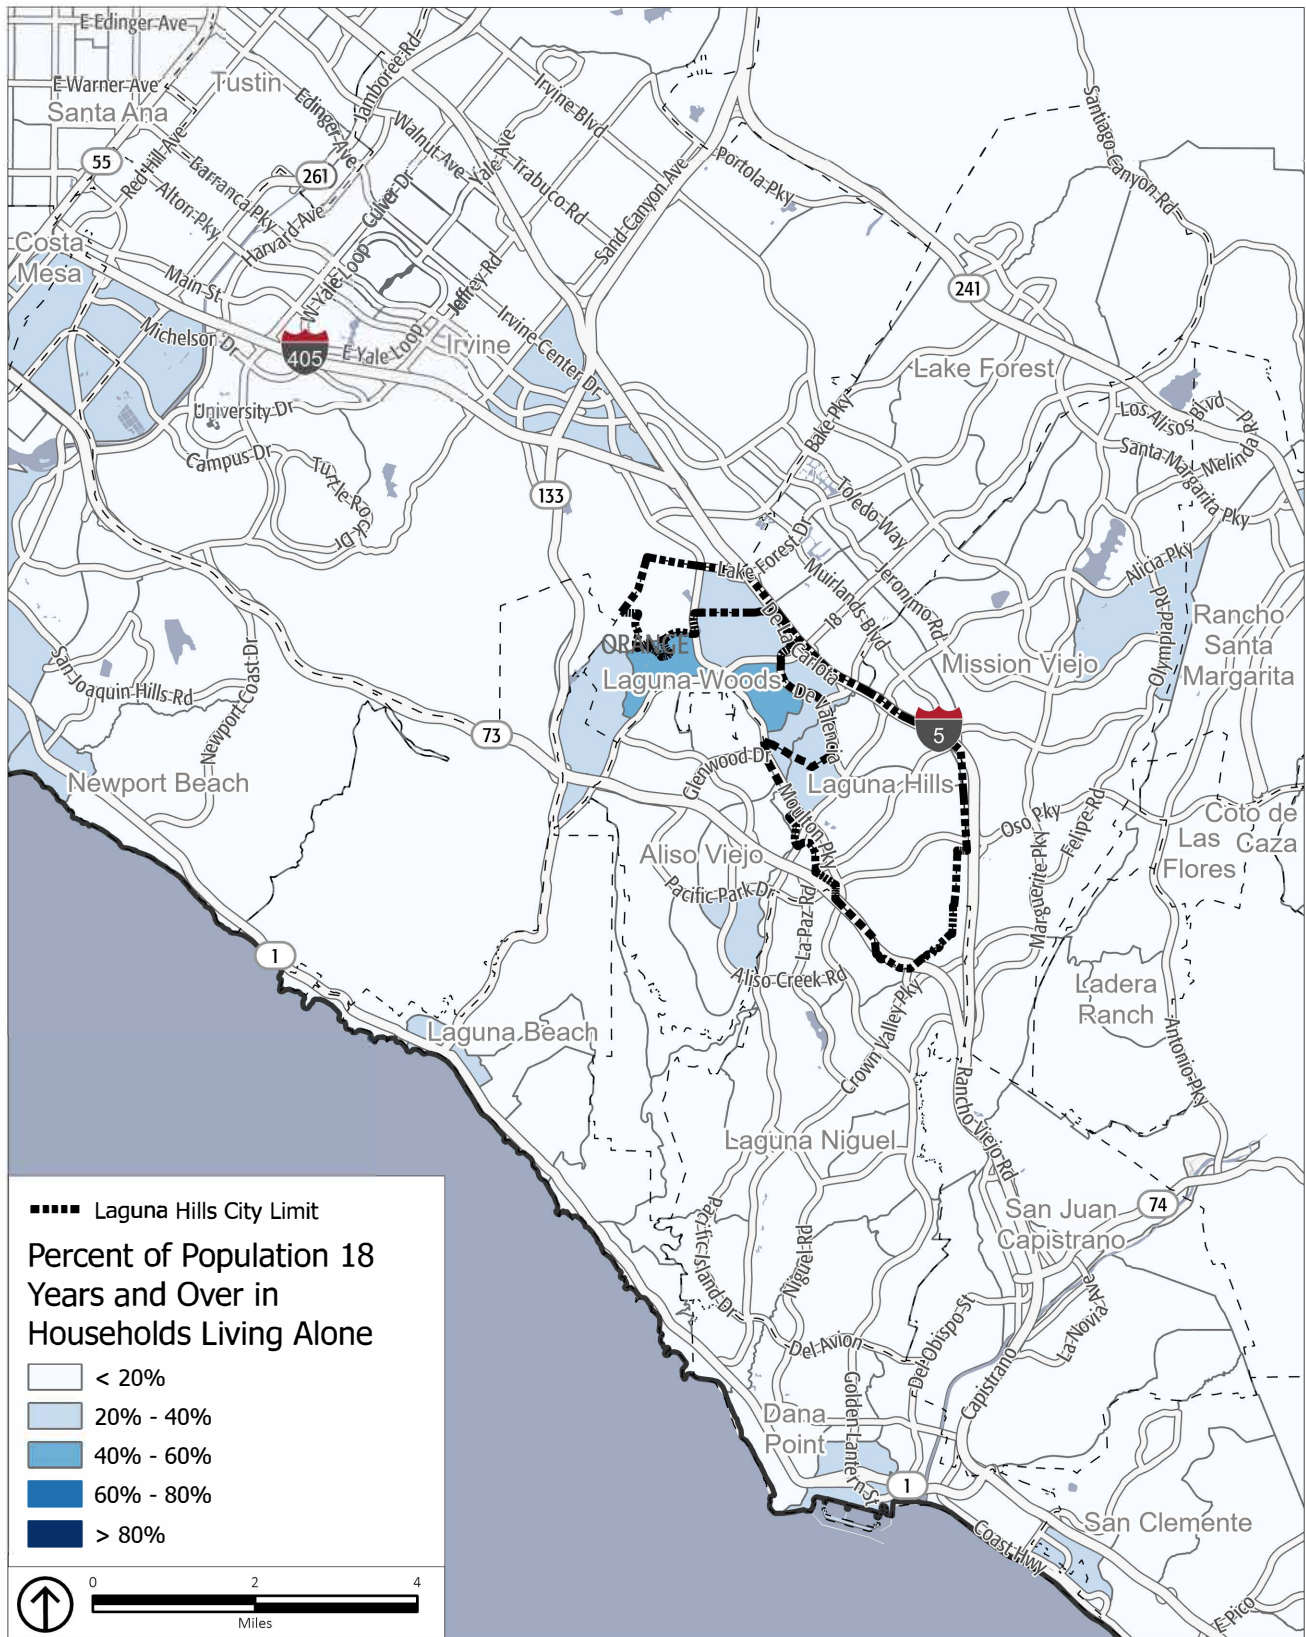 E Edinger Ave
E Warner Ave
Santa Ana
Tustin
Edinger Ave
Jamboree Rd
Walnut Ave
Yale Ave
Irvine Blvd
Trabuco Rd
Sand Canyon Ave
Portola Pky
Santiago Canyon Rd
55
Red Hill Ave
Barranca Pky
Alton Pky
Harvard Ave
261
Culver Dr
Costa
Mesa
Main St
W Yale Loop
Jeffrey Rd
241
Michelson Dr
405
E Yale Loop
Irvine
Irvine Center Dr
Lake Forest
Los Alisos Blvd
Melinda Rd
Santa Margarita Pky
University Dr
Campus Dr
Turtle Rock Dr
Bake Pky
Toledo Way
133
Lake Forest Dr
Muirlands Blvd
Jeronimo Rd
Alicia Pky
Olympiad Rd
Rancho
Santa
Margarita
De La Carlota
18
ORANGE
Laguna Woods
De Valencia
Mission Viejo
San Joaquin Hills Rd
Newport Coast Dr
73
5
Newport Beach
Glenwood Dr
Laguna Hills
Moulton Pky
Oso Pky
Felipe Rd
Marguerite Pky
Coto de
Caza
Las
Flores
Aliso Viejo
Pacific Park Dr
La Paz Rd
1
Aliso Creek Rd
Ladera
Ranch
Laguna Beach
Crown Valley Pky
Antonio Pky
Rancho Viejo Rd
Laguna Niguel
74
San Juan
Capistrano
Pacific Island Dr
Niguel Rd
La Novia Ave
Del Obispo St
Del Avion
Capistrano
Golden Lantern St
Dana
Point
1
San Clemente
Coast Hwy
E Pico
Laguna Hills City Limit
Percent of Population 18
Years and Over in
Households Living Alone
< 20%
20% - 40%
40% - 60%
60% - 80%
> 80%
0 2 4
Miles